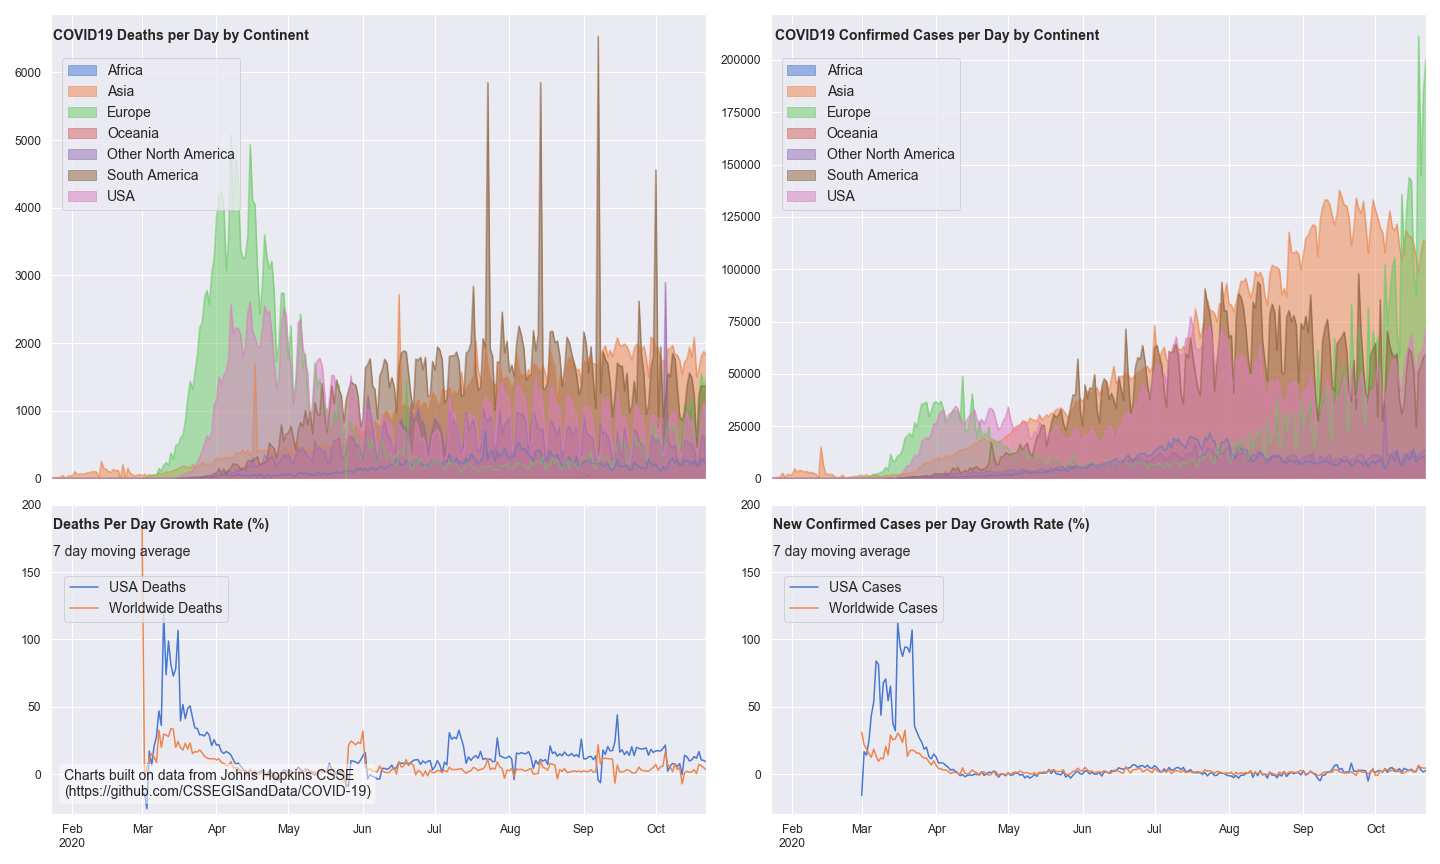 COVID19 Deaths per Day by Continent
Africa
Asia
Europe
Oceania
Other North America
South America
USA
6000
5000
4000
3000
2000
1000
0
COVID19 Confirmed Cases per Day by Continent
Africa
Asia
Europe
Oceania
Other North America
South America
USA
200000
175000
150000
125000
100000
75000
50000
25000
0
Deaths Per Day Growth Rate (%)
7 day moving average
USA Deaths
Worldwide Deaths
200
150
100
50
0
Charts built on data from Johns Hopkins CSSE
(https://github.com/CSSEGISandData/COVID-19)
Feb Mar Apr May Jun Jul Aug Sep Oct
2020
New Confirmed Cases per Day Growth Rate (%)
7 day moving average
USA Cases
Worldwide Cases
200
150
100
50
0
Feb Mar Apr May Jun Jul Aug Sep Oct
2020